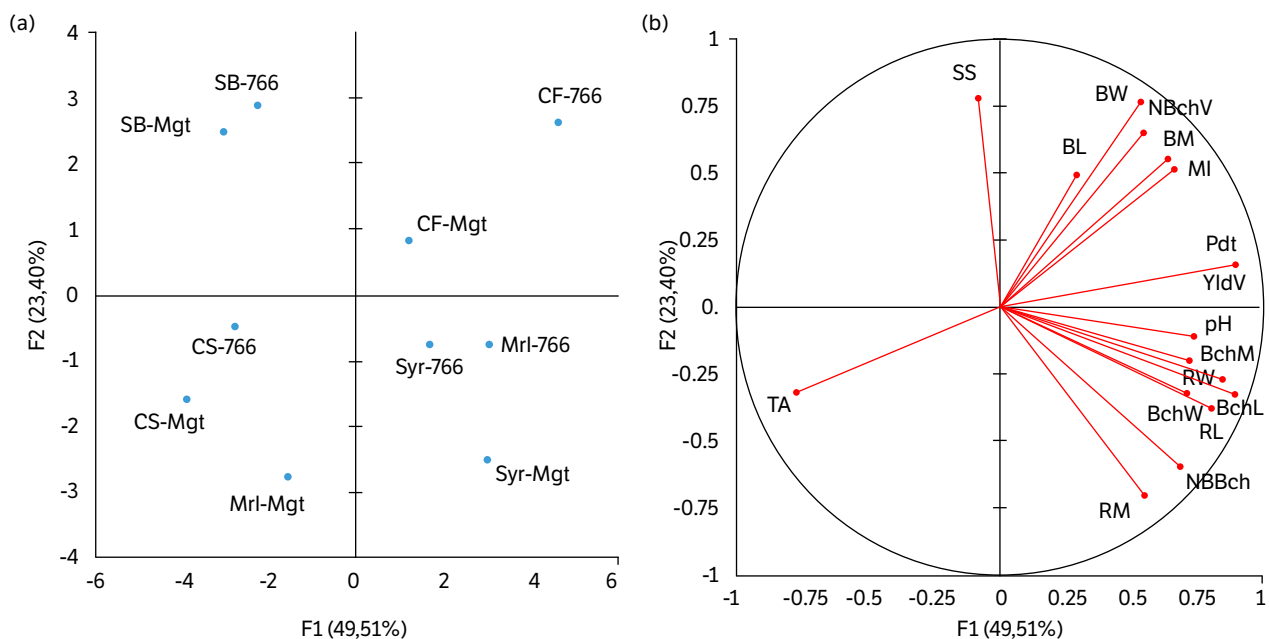 (a)
4
3
2
1
0
-1
-2
-3
-4
F2 (23,40%)
SB-766
SB-Mgt
CF-766
CF-Mgt
CS-766
Syr-766
Mrl-766
CS-Mgt
Syr-Mgt
Mrl-Mgt
-6
-4
-2
0
2
4
6
F1 (49,51%)
(b)
1
0.75
0.5
0.25
0.
-0.25
-0.5
-0.75
-1
F2 (23,40%)
SS
BW
NBchV
BM
BL
MI
Pdt
YldV
pH
BchM
RW
BchL
BchW
RL
TA
NBBch
RM
-1
-0.75
-0.5
-0.25
0
0.25
0.5
0.75
1
F1 (49,51%)